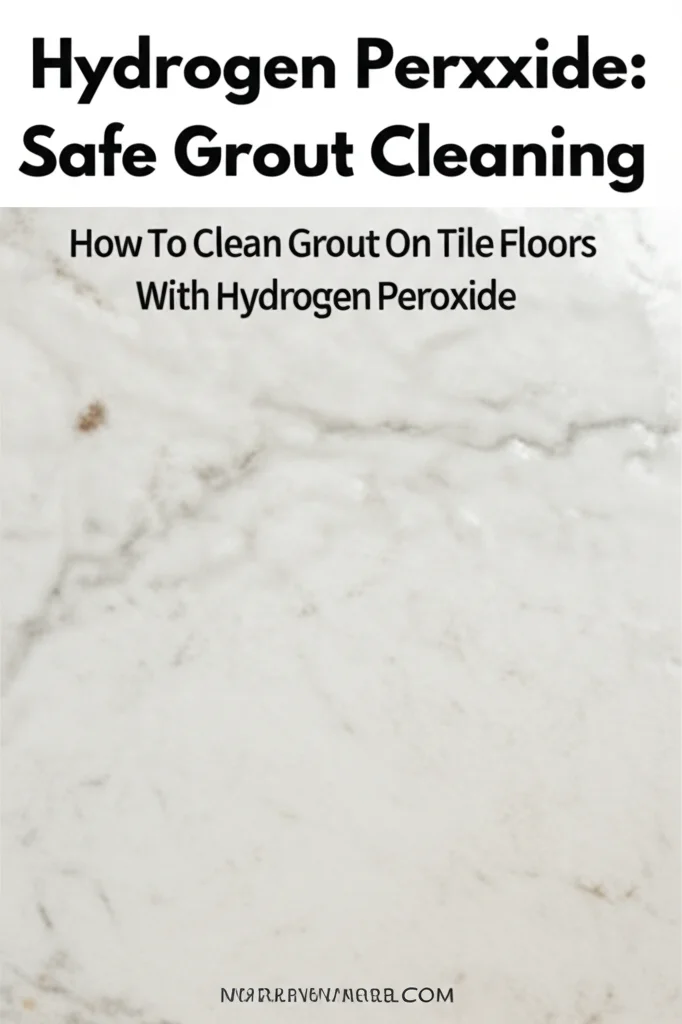 Hydrogen Perxxide:
Safe Grout Cleaning
How To Clean Grout On Tile Floors
With Hydrogen Peroxide